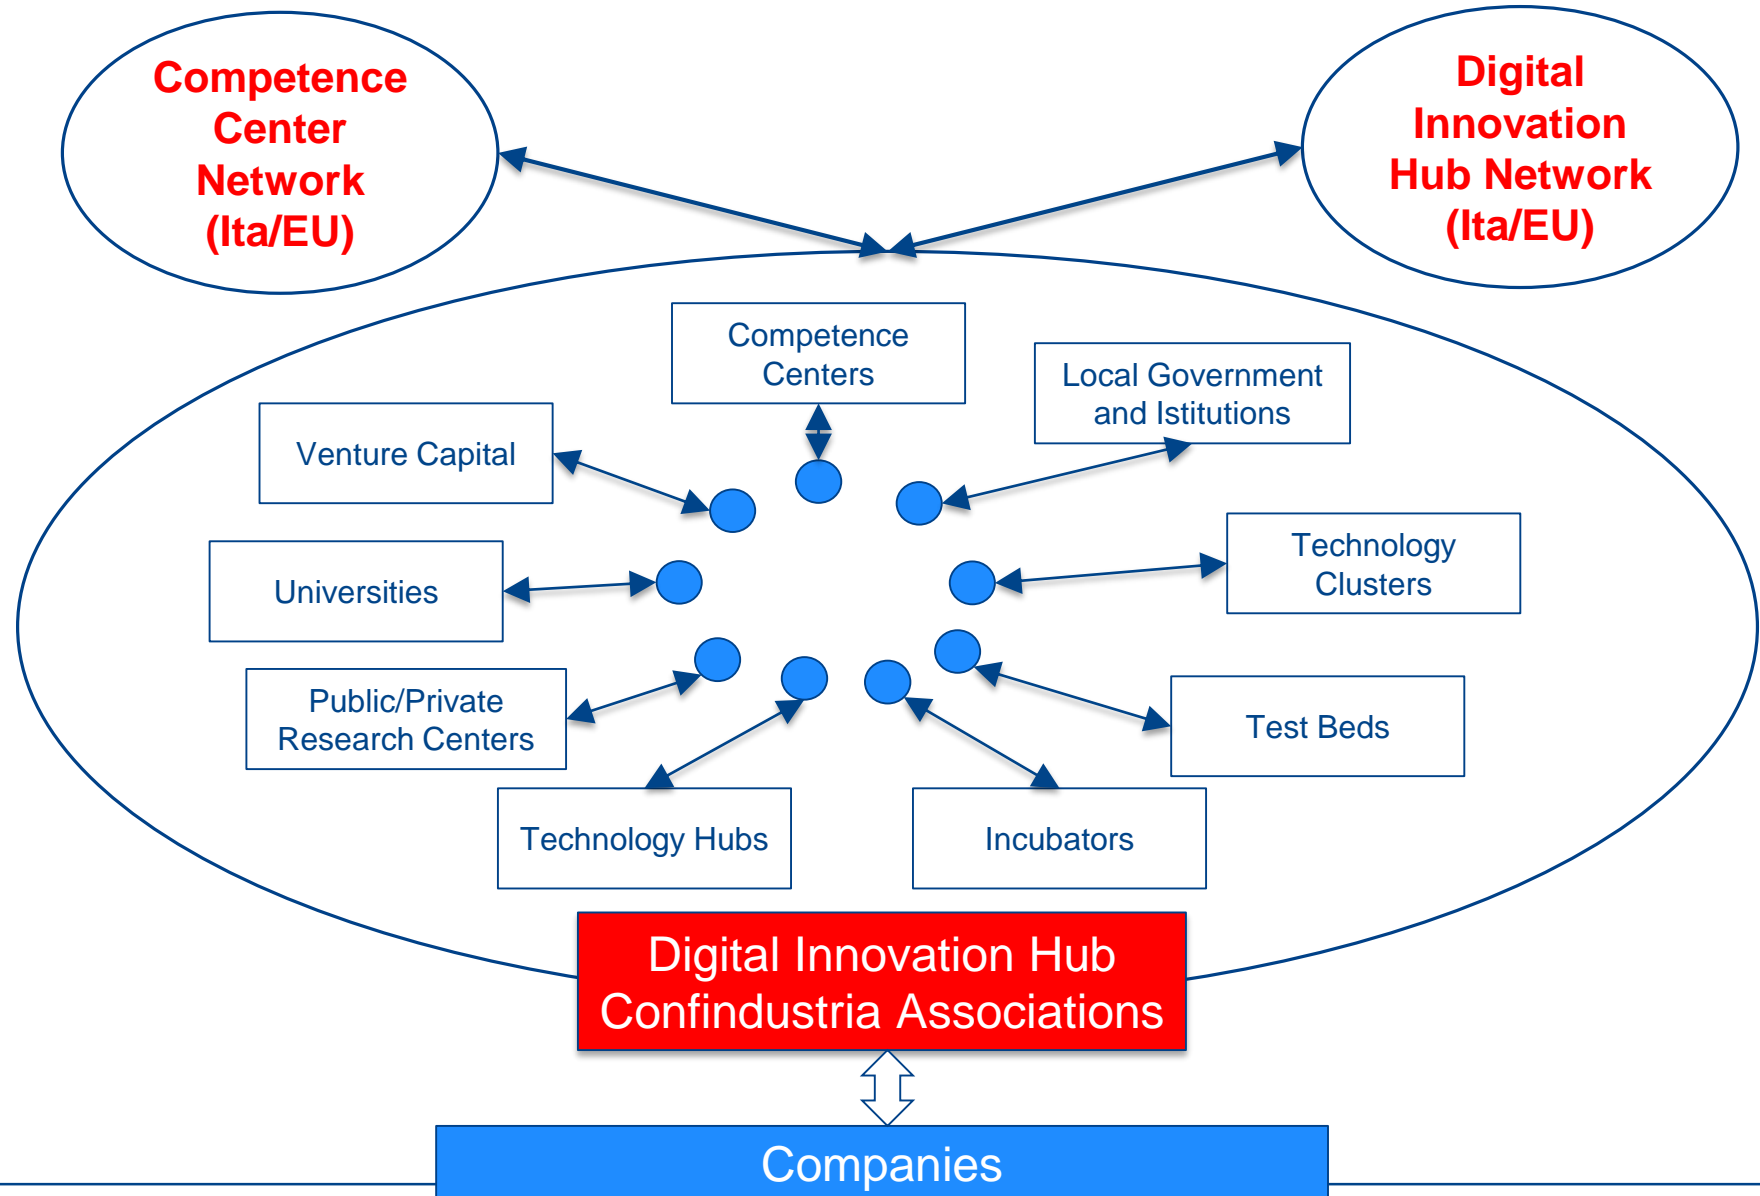 Competence
Center
Network
(Ita/EU)
Digital
Innovation
Hub Network
(Ita/EU)
Competence
Centers
Local Government
and Istitutions
Venture Capital
Technology
Clusters
Universities
Public/Private
Research Centers
Test Beds
Technology Hubs
Incubators
Digital Innovation Hub
Confindustria Associations
Companies